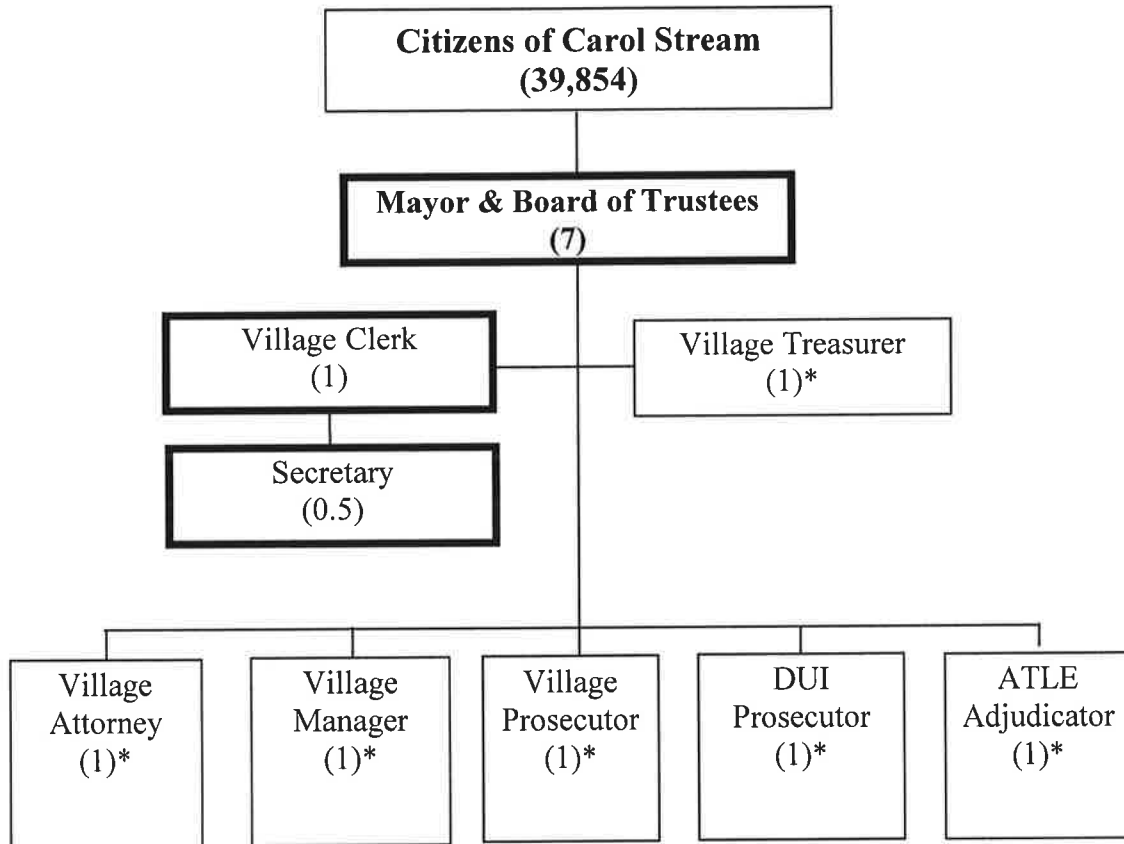 Citizens of Carol Stream
(39,854)
Mayor & Board of Trustees
(7)
Village Clerk
(1)
Village Treasurer
(1)*
Secretary
(0.5)
Village
Attorney
(1)*
Village
Manager
(1)*
Village
Prosecutor
(1)*
DUI
Prosecutor
(1)*
ATLE
Adjudicator
(1)*